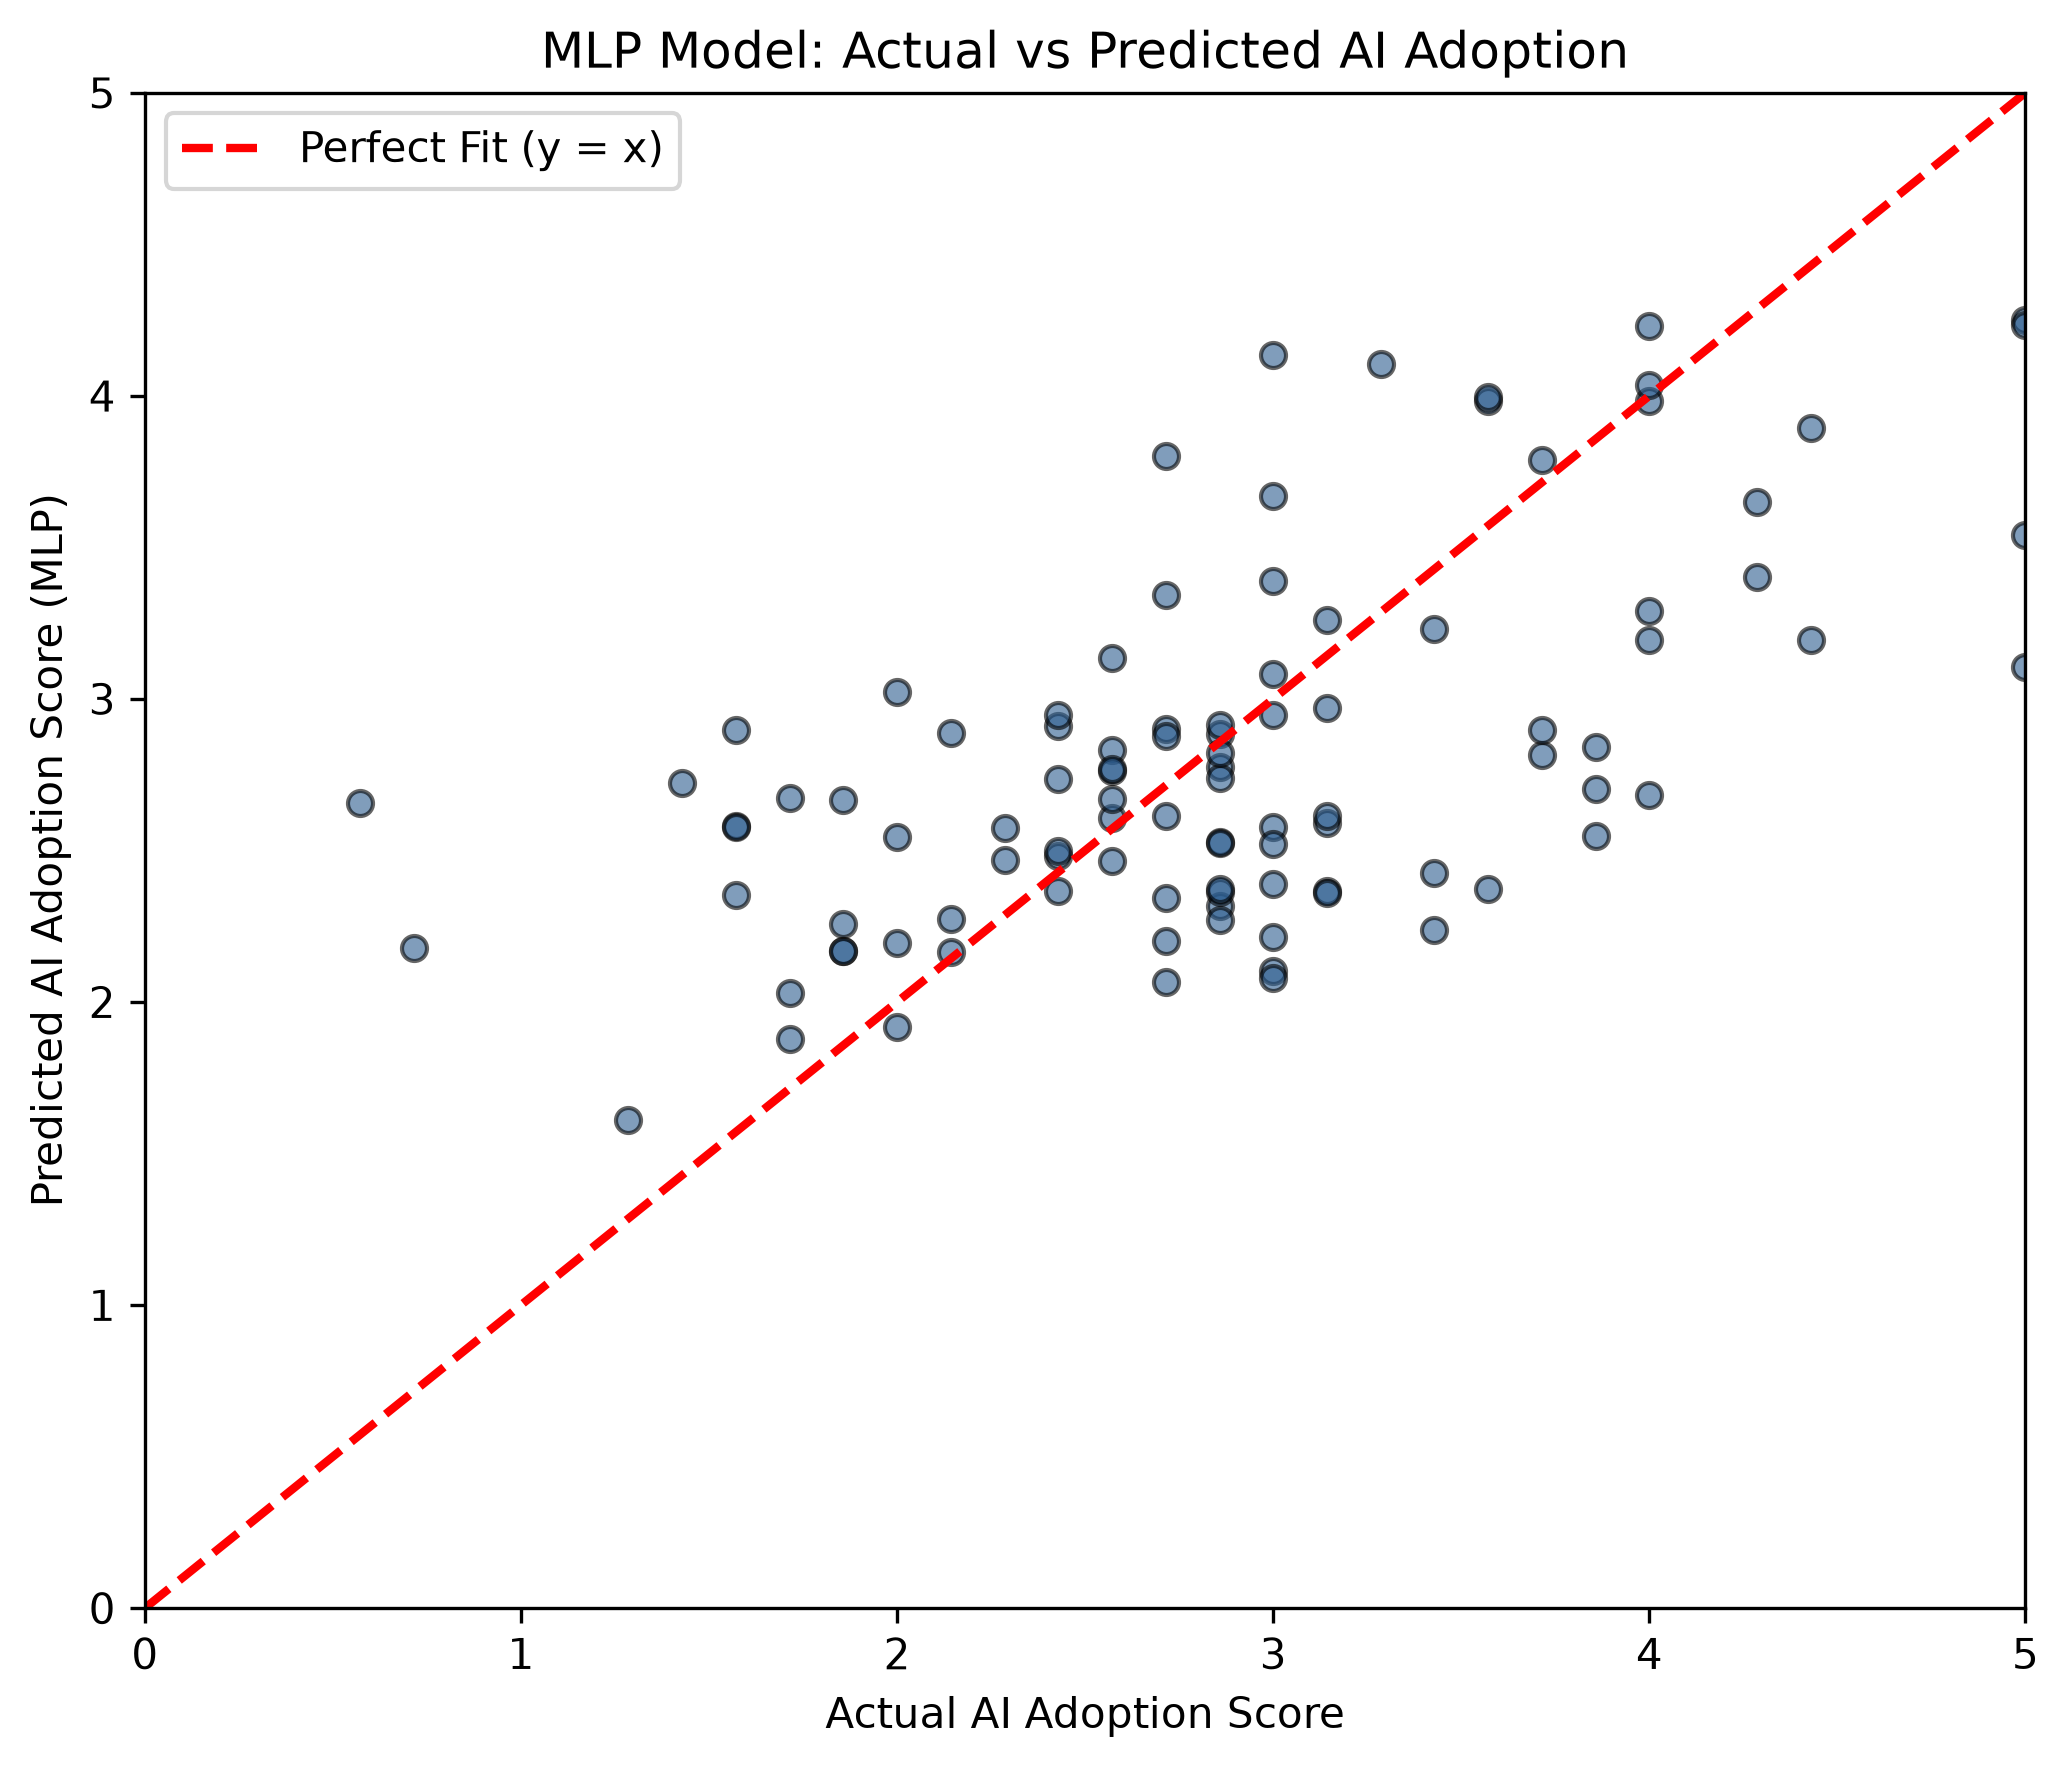 MLP Model: Actual vs Predicted AI Adoption
Perfect Fit (y = x)
Predicted AI Adoption Score (MLP)
5
4
3
2
1
0
0 1 2 3 4 5
Actual AI Adoption Score